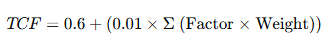 TCF = 0.6 + (0.01 × Σ (Factor × Weight))